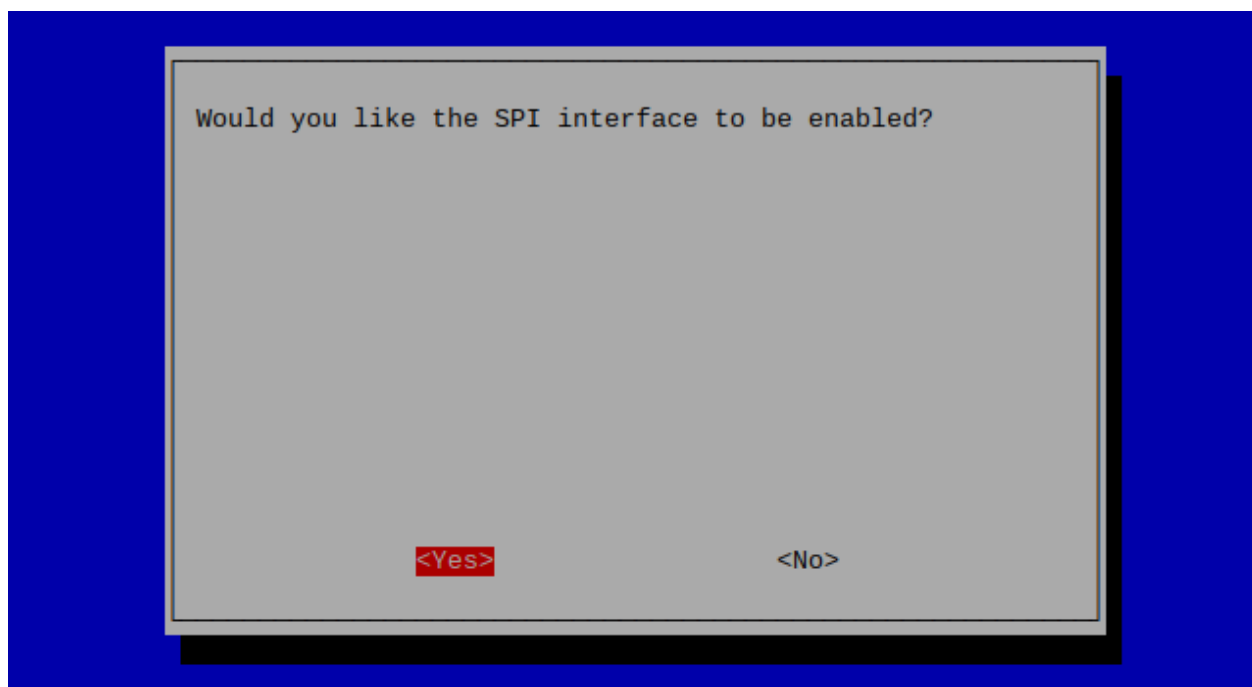 Would you like the SPI interface to be enabled?
<Yes> <No>